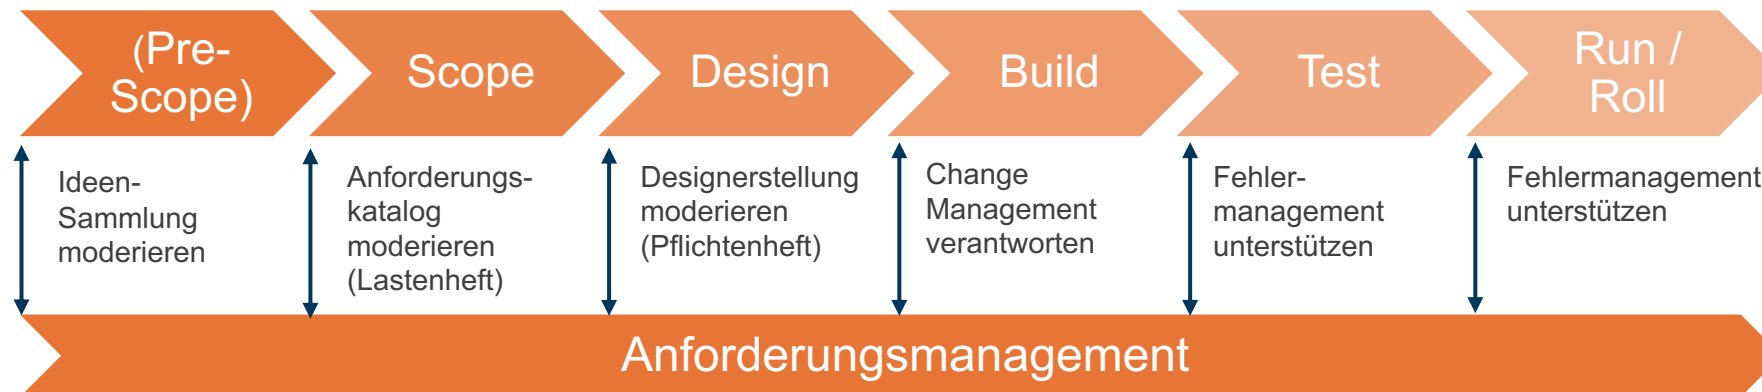 (Pre-
Scope)
Scope
Design
Build
Test
Run /
Roll
Ideen-
Sammlung
moderieren
Anforderungs-
katalog
moderieren
(Lastenheft)
Designerstellung
moderieren
(Pflichtenheft)
Change
Management
verantworten
Fehler-
management
unterstützen
Fehlermanagement
unterstützen
Anforderungsmanagement